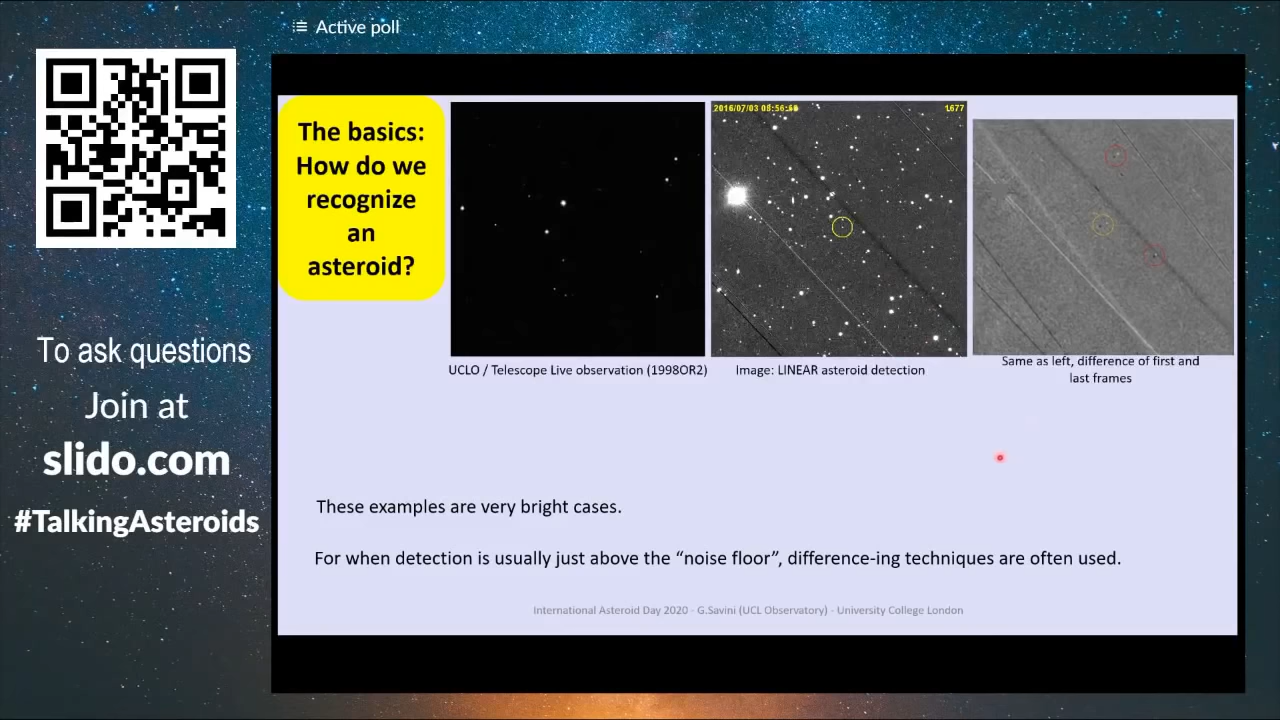 Active poll
The basics:
How do we
recognize
an
asteroid?
2016/07/03 08:56:
1677
UCLO / Telescope Live observation (1998OR2)
Image: LINEAR asteroid detection
Same as left, difference of first and
last frames
To ask questions
Join at
slido.com
#TalkingAsteroids
These examples are very bright cases.
For when detection is usually just above the “noise floor”, difference-ing techniques are often used.
International Asteroid Day 2020 - G.Savini (UCL Observatory) - University College London